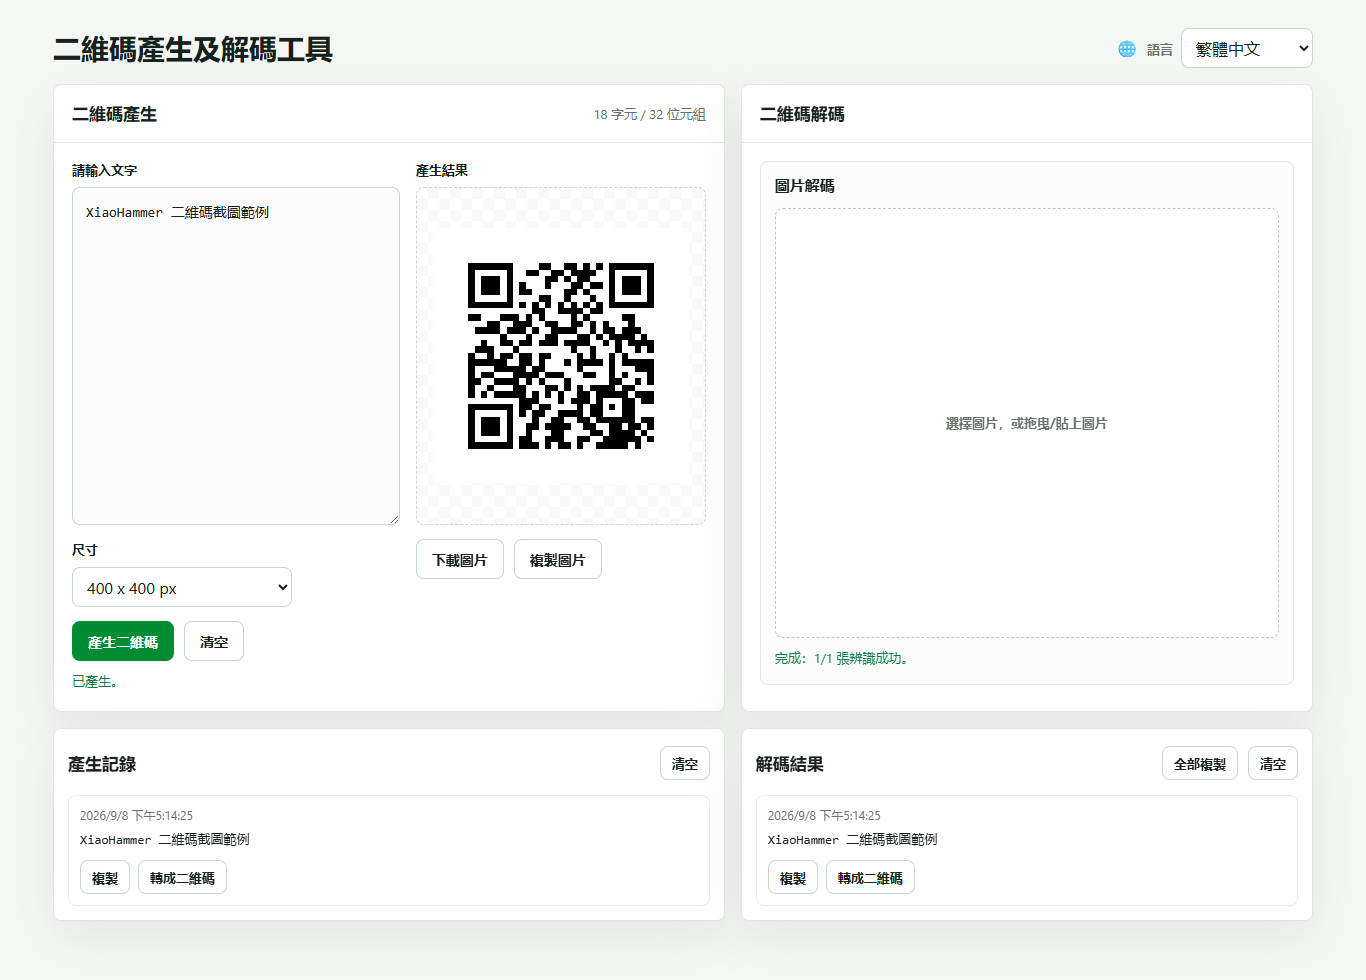 二維碼產生及解碼工具
語言
繁體中文
二維碼產生
18 字元 / 32 位元組
請輸入文字
XiaoHammer 二維碼截圖範例
產生結果
下載圖片
複製圖片
尺寸
400 x 400 px
產生二維碼
清空
已產生。
二維碼解碼
圖片解碼
選擇圖片，或拖曳/貼上圖片
完成：1/1 張辨識成功。
產生記錄
清空
2026/9/8 下午5:14:25
XiaoHammer 二維碼截圖範例
複製
轉成二維碼
解碼結果
全部複製
清空
2026/9/8 下午5:14:25
XiaoHammer 二維碼截圖範例
複製
轉成二維碼